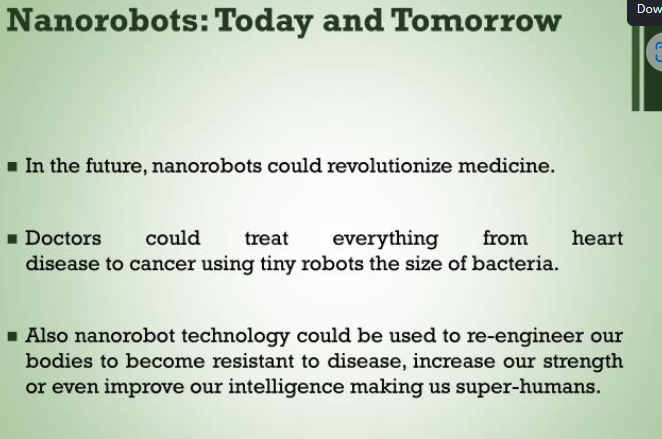 Nanorobots: Today and Tomorrow
Dow
In the future, nanorobots could revolutionize medicine.
Doctors could treat everything from heart
disease to cancer using tiny robots the size of bacteria.
Also nanorobot technology could be used to re-engineer our
bodies to become resistant to disease, increase our strength
or even improve our intelligence making us super-humans.